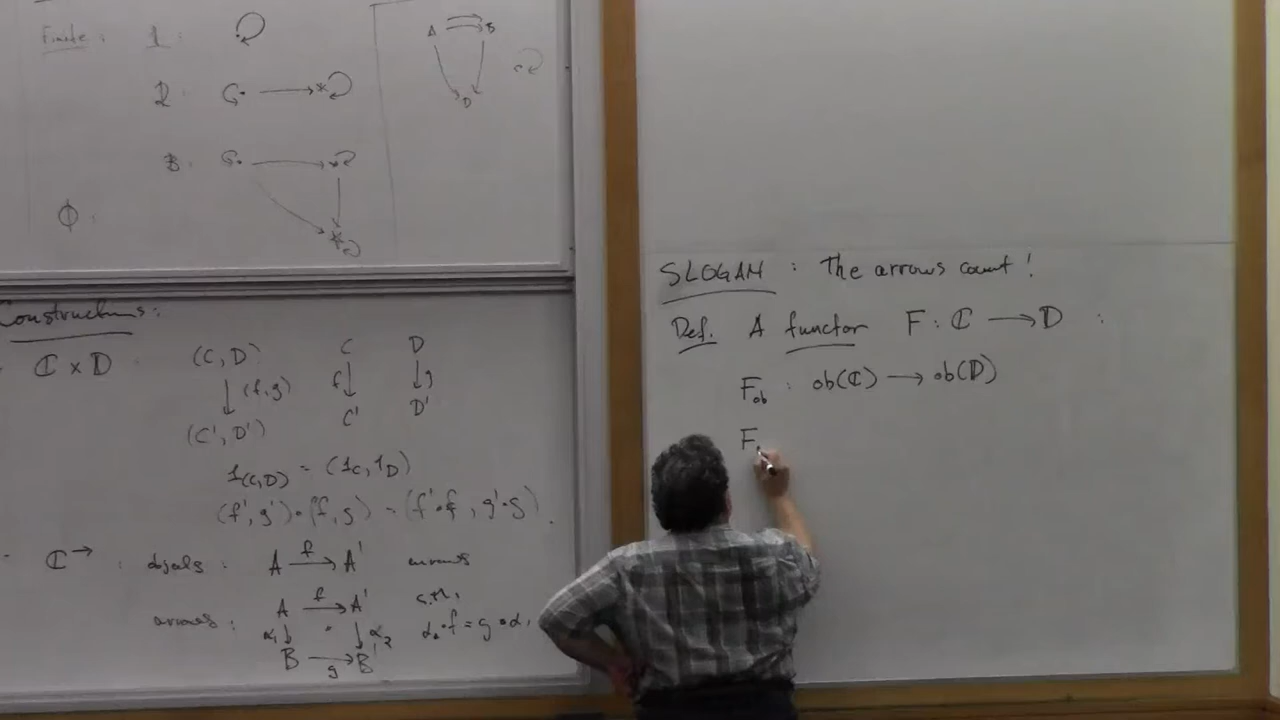 Finite : 1 :
2 :
3 :
A ⇉ B
D
∅ :
Constructions:
ℂ × 𝔻 (C, D) C D
↓ (f, g) f ↓ ↓ g
(C', D') C' D'
1(C,D) = (1C, 1D)
(f', g') ∘ (f, g) = (f' ∘ f , g' ∘ g) .
ℂ→ : objects : A —f→ A' arrows
arrows : A —f→ A' s.th.
α₁ ↓ ↓ α₂ α₂ ∘ f = g ∘ α₁
B —g→ B'
SLOGAN : The arrows count !
Def. A functor F : ℂ → 𝔻 :
Fob : ob(ℂ) → ob(𝔻)
F